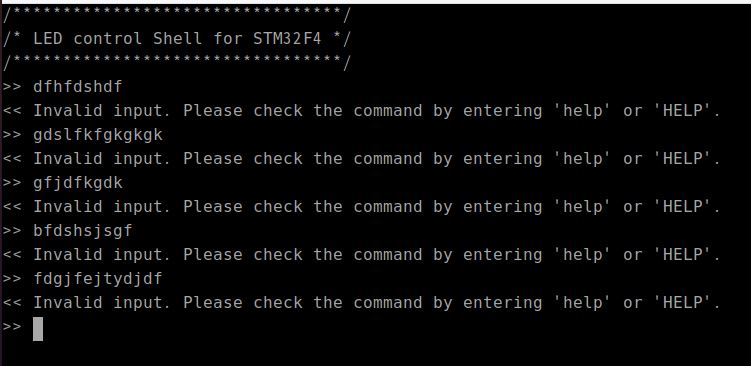 /*********************************/
/* LED control Shell for STM32F4 */
/*********************************/
>> dfhfdshdf
<< Invalid input. Please check the command by entering 'help' or 'HELP'.
>> gdslfkfgkgkgk
<< Invalid input. Please check the command by entering 'help' or 'HELP'.
>> gfjdfkgdk
<< Invalid input. Please check the command by entering 'help' or 'HELP'.
>> bfdshsjsgf
<< Invalid input. Please check the command by entering 'help' or 'HELP'.
>> fdgjfejtydjdf
<< Invalid input. Please check the command by entering 'help' or 'HELP'.
>>